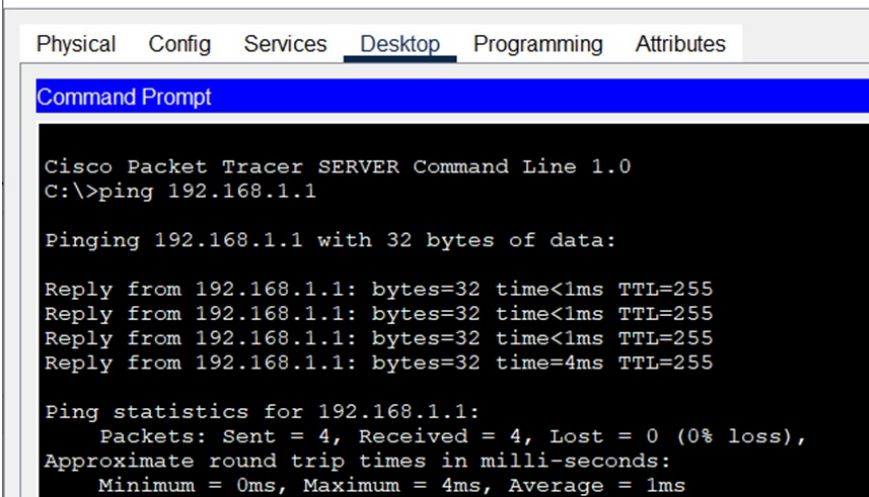 Physical Config Services Desktop Programming Attributes
Command Prompt
Cisco Packet Tracer SERVER Command Line 1.0
C:\>ping 192.168.1.1
Pinging 192.168.1.1 with 32 bytes of data:
Reply from 192.168.1.1: bytes=32 time<1ms TTL=255
Reply from 192.168.1.1: bytes=32 time<1ms TTL=255
Reply from 192.168.1.1: bytes=32 time<1ms TTL=255
Reply from 192.168.1.1: bytes=32 time=4ms TTL=255
Ping statistics for 192.168.1.1:
Packets: Sent = 4, Received = 4, Lost = 0 (0% loss),
Approximate round trip times in milli-seconds:
Minimum = 0ms, Maximum = 4ms, Average = 1ms